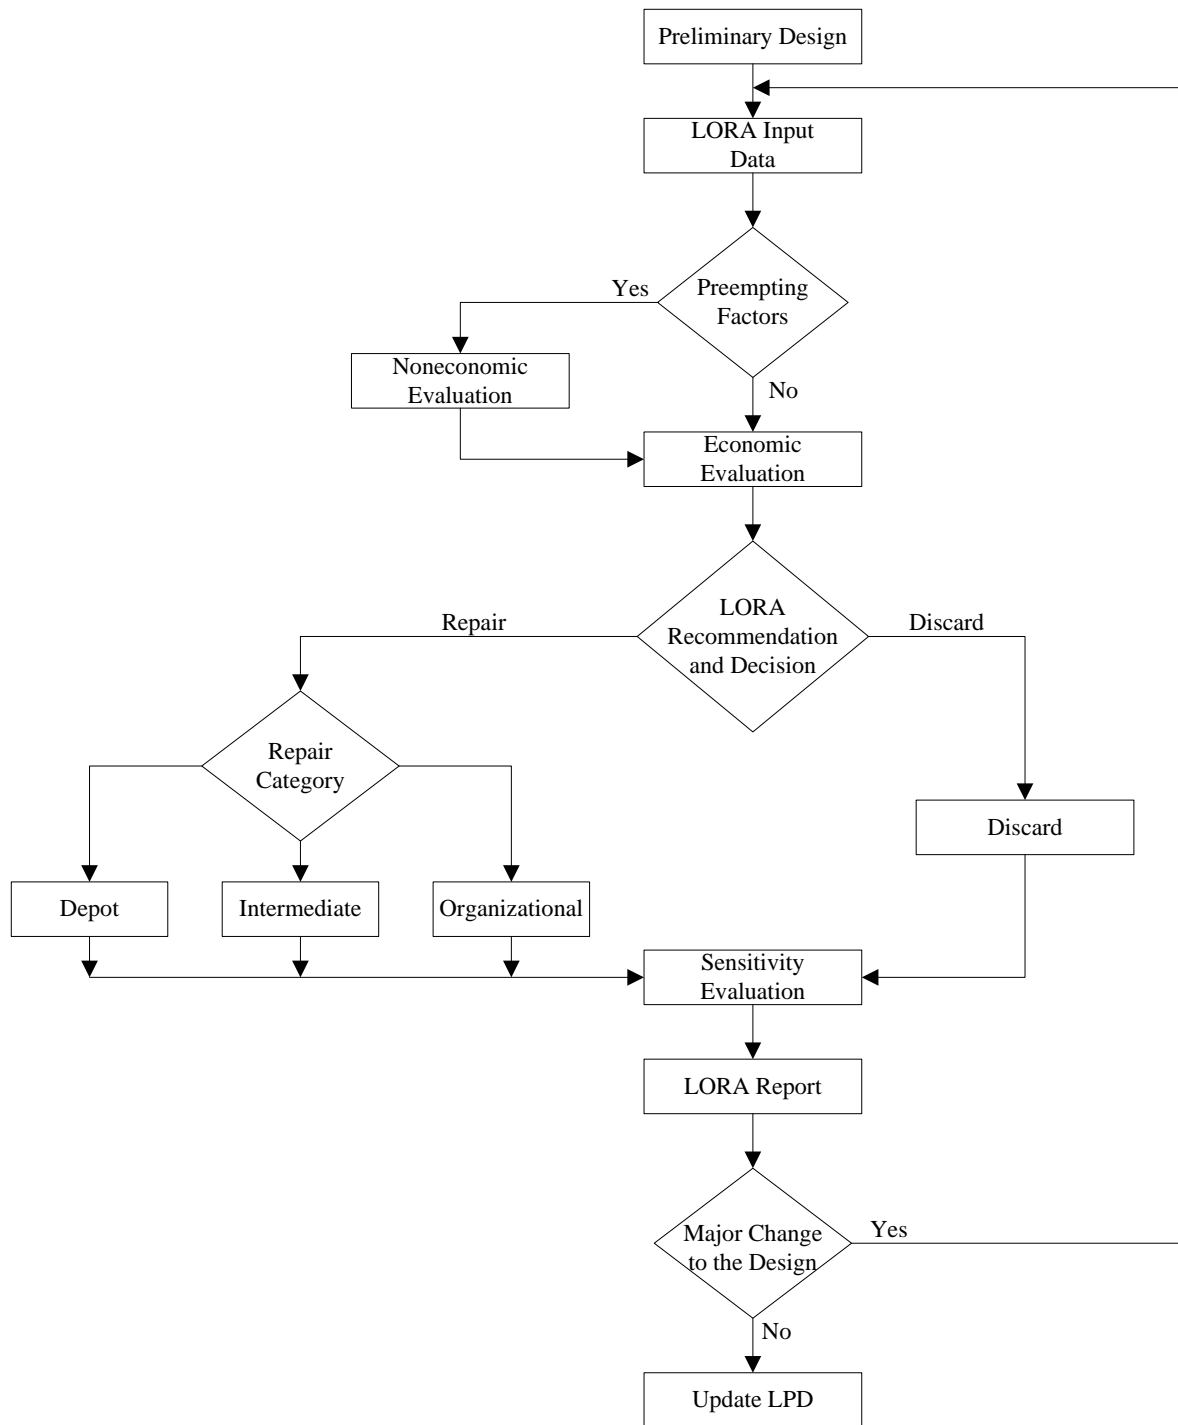 Preliminary Design
LORA Input
Data
Preempting
Factors
Yes
No
Noneconomic
Evaluation
Economic
Evaluation
LORA
Recommendation
and Decision
Repair
Discard
Repair
Category
Discard
Depot
Intermediate
Organizational
Sensitivity
Evaluation
LORA Report
Major Change
to the Design
Yes
No
Update LPD